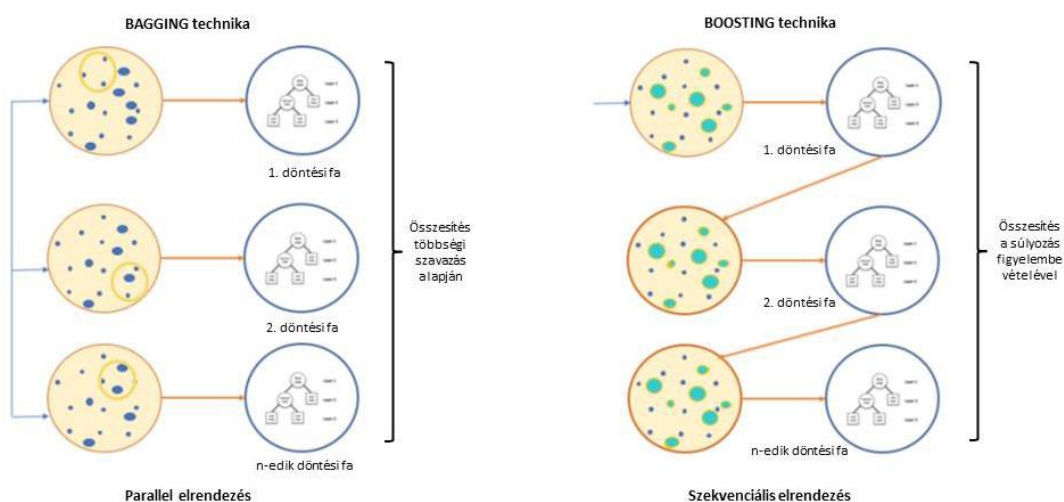 BAGGING technika
1. döntési fa
2. döntési fa
n-edik döntési fa
Összesítés
többségi
szavazás
alapján
Parallel elrendezés
BOOSTING technika
1. döntési fa
2. döntési fa
n-edik döntési fa
Összesítés
a súlyozás
figyelembe
vételével
Szekvenciális elrendezés